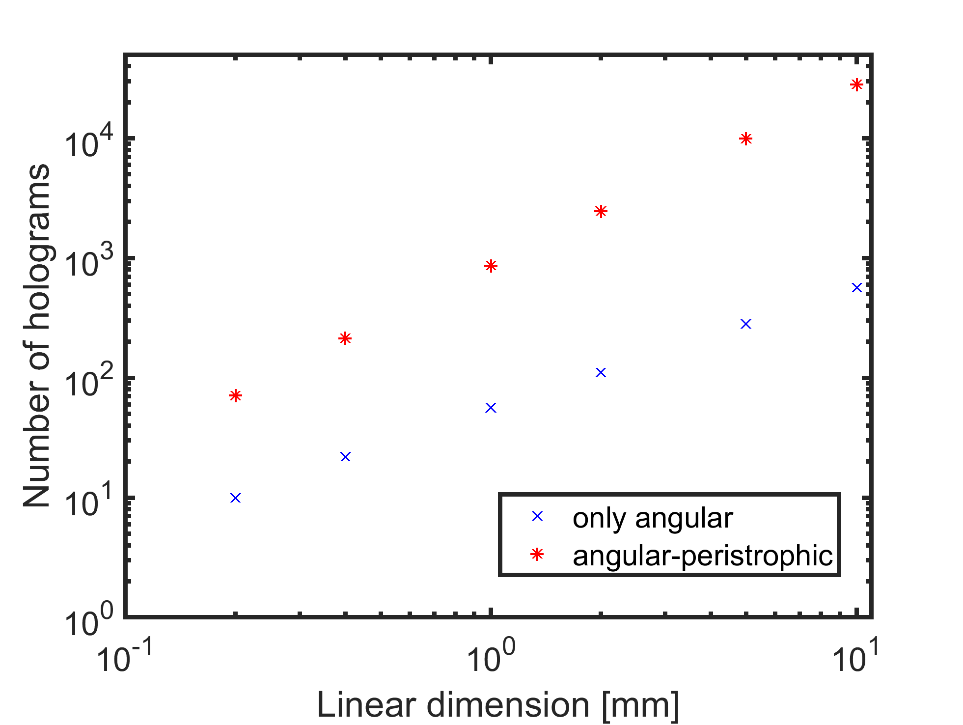 Number of holograms
10^4
10^3
10^2
10^1
10^0
10^-1
10^0
10^1
Linear dimension [mm]
only angular
angular-peristrophic